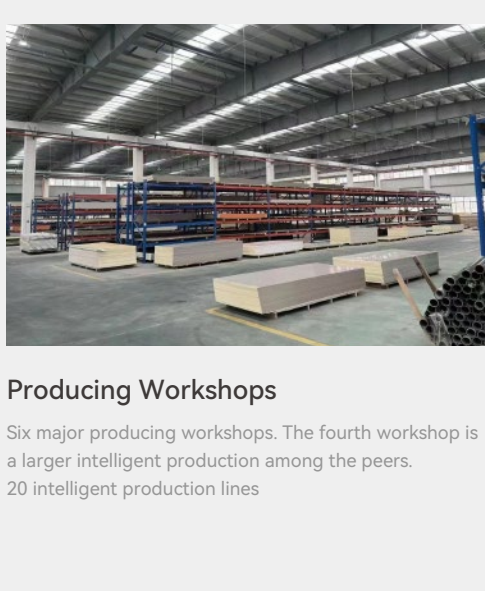 Producing Workshops
Six major producing workshops. The fourth workshop is
a larger intelligent production among the peers.
20 intelligent production lines